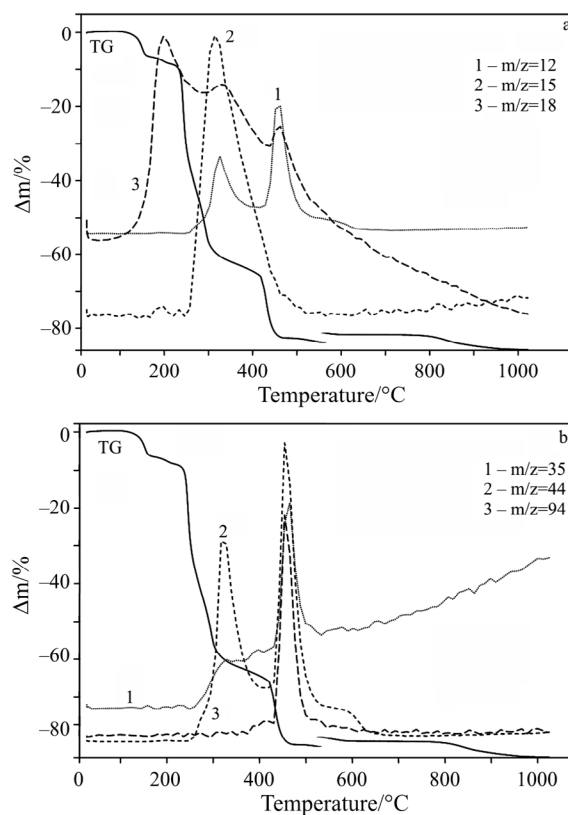 a
TG
2
1
3
1 – m/z=12
2 – m/z=15
3 – m/z=18
0
–20
–40
–60
–80
Δm/%
0 200 400 600 800 1000
Temperature/°C
b
TG
2
1
3
1 – m/z=35
2 – m/z=44
3 – m/z=94
0
–20
–40
–60
–80
Δm/%
0 200 400 600 800 1000
Temperature/°C